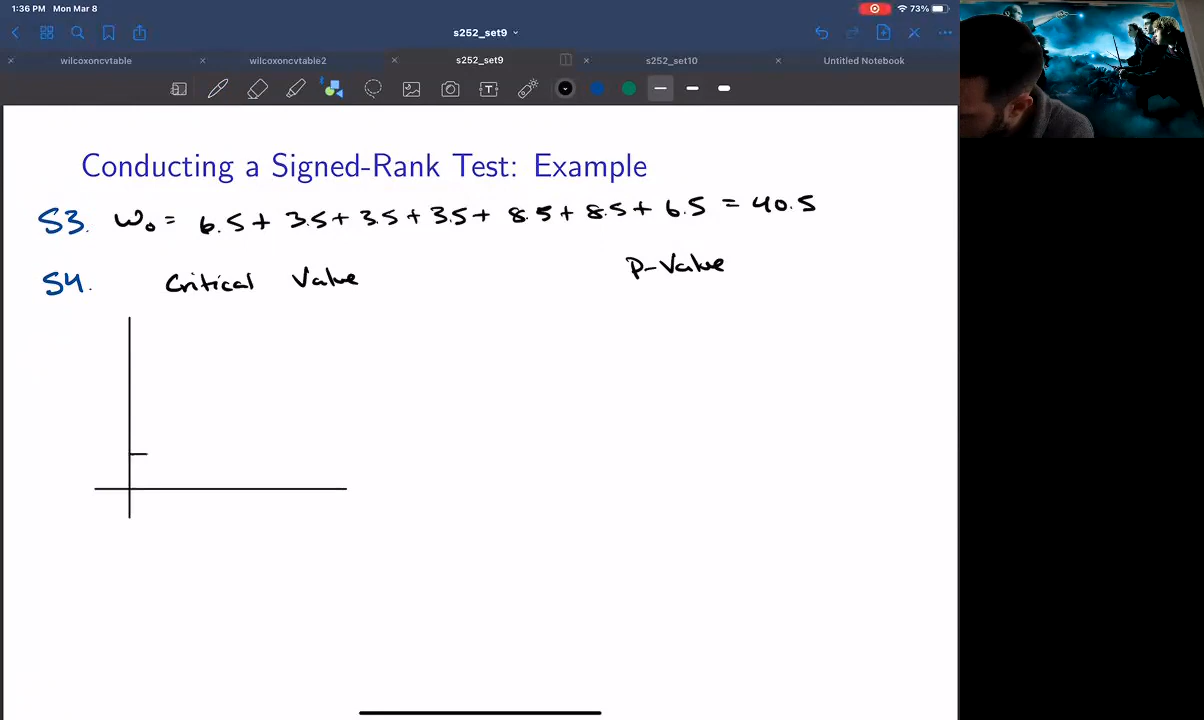 1:36 PM Mon Mar 8
73%
s252_set9
wilcoxoncvtable
wilcoxoncvtable2
s252_set9
s252_set10
Untitled Notebook
Conducting a Signed-Rank Test: Example
S3. W₀ = 6.5 + 3.5 + 3.5 + 3.5 + 8.5 + 8.5 + 6.5 = 40.5
S4. Critical Value P-Value